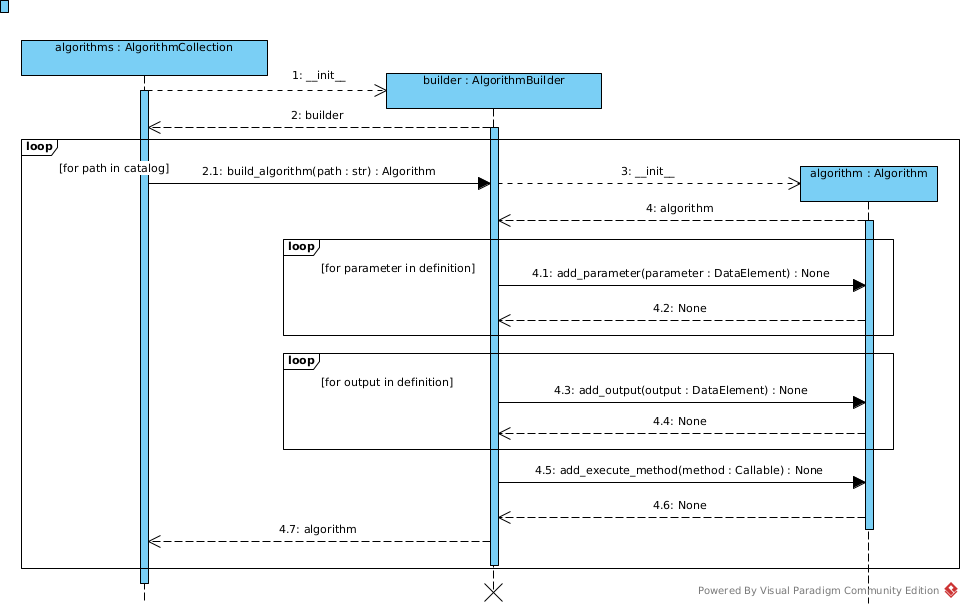 algorithms : AlgorithmCollection
1: __init__
builder : AlgorithmBuilder
2: builder
loop
[for path in catalog]
2.1: build_algorithm(path : str) : Algorithm
3: __init__
algorithm : Algorithm
4: algorithm
loop
[for parameter in definition]
4.1: add_parameter(parameter : DataElement) : None
4.2: None
loop
[for output in definition]
4.3: add_output(output : DataElement) : None
4.4: None
4.5: add_execute_method(method : Callable) : None
4.6: None
4.7: algorithm
Powered By Visual Paradigm Community Edition